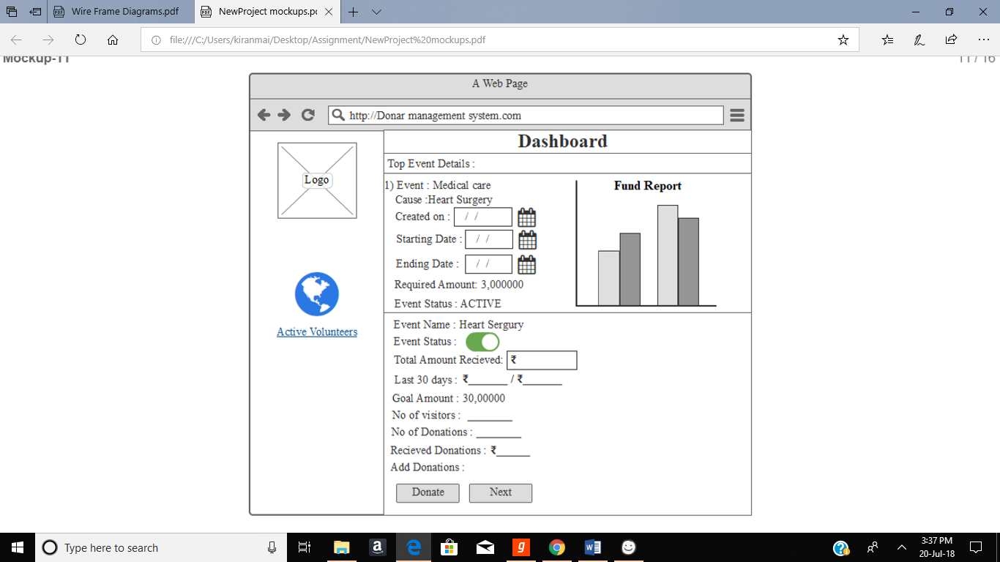 Wire Frame Diagrams.pdf
NewProject mockups.p
file:///C:/Users/kiranmai/Desktop/Assignment/NewProject%20mockups.pdf
Mockup-11
11 / 16
A Web Page
http://Donar management system.com
Logo
Active Volunteers
Dashboard
Top Event Details :
1) Event : Medical care
Cause :Heart Surgery
Created on : / /
Starting Date : / /
Ending Date : / /
Required Amount: 3,000000
Event Status : ACTIVE
Fund Report
Event Name : Heart Sergury
Event Status :
Total Amount Recieved: ₹
Last 30 days : ₹_______ / ₹_______
Goal Amount : 30,00000
No of visitors : ________
No of Donations : ________
Recieved Donations : ₹______
Add Donations :
Donate
Next
Type here to search
3:37 PM
20-Jul-18